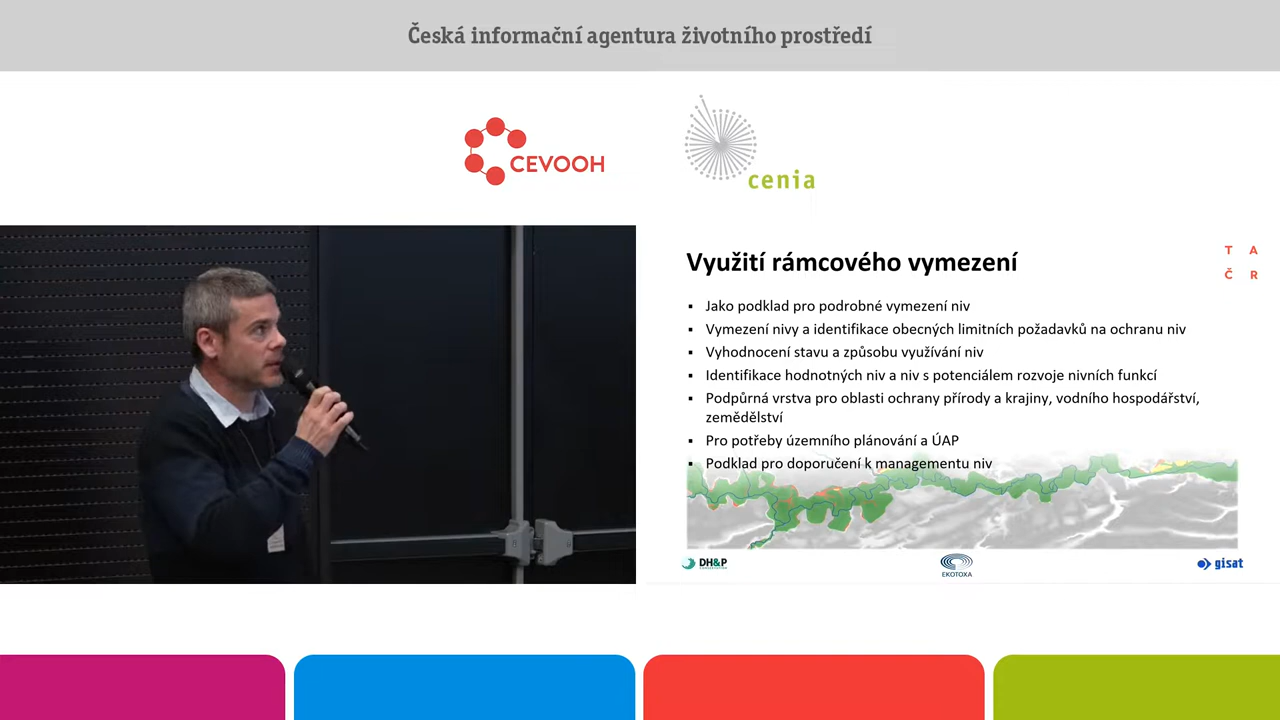 Česká informační agentura životního prostředí
CEVOOH
cenia
Využití rámcového vymezení
T A
Č R
▪ Jako podklad pro podrobné vymezení niv
▪ Vymezení nivy a identifikace obecných limitních požadavků na ochranu niv
▪ Vyhodnocení stavu a způsobu využívání niv
▪ Identifikace hodnotných niv a niv s potenciálem rozvoje nivních funkcí
▪ Podpůrná vrstva pro oblasti ochrany přírody a krajiny, vodního hospodářství,
zemědělství
▪ Pro potřeby územního plánování a ÚAP
▪ Podklad pro doporučení k managementu niv
DH&P
EKOTOXA
gisat